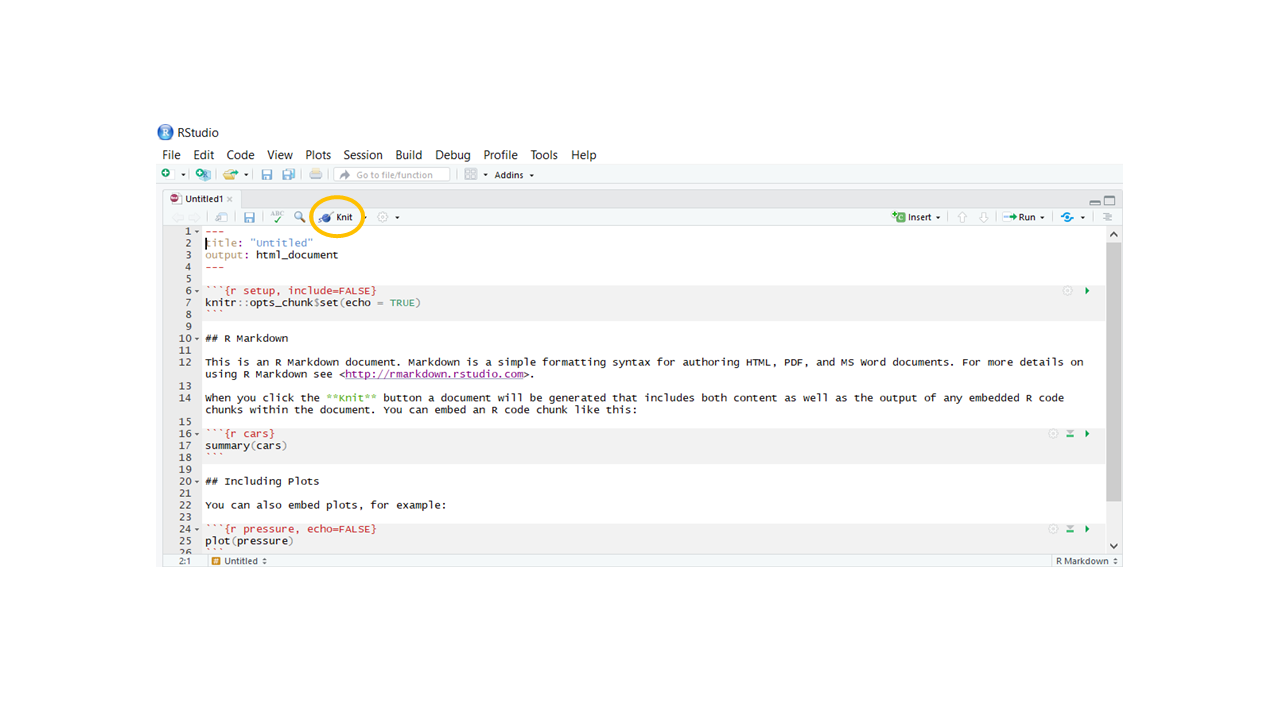 RStudio
File Edit Code View Plots Session Build Debug Profile Tools Help
Go to file/function Addins
Untitled1
ABC Knit Insert Run
1 ---
2 title: "Untitled"
3 output: html_document
4 ---
5
6 ```{r setup, include=FALSE}
7 knitr::opts_chunk$set(echo = TRUE)
8 ```
9
10 ## R Markdown
11
12 This is an R Markdown document. Markdown is a simple formatting syntax for authoring HTML, PDF, and MS Word documents. For more details on
using R Markdown see <http://rmarkdown.rstudio.com>.
13
14 When you click the **Knit** button a document will be generated that includes both content as well as the output of any embedded R code
chunks within the document. You can embed an R code chunk like this:
15
16 ```{r cars}
17 summary(cars)
18 ```
19
20 ## Including Plots
21
22 You can also embed plots, for example:
23
24 ```{r pressure, echo=FALSE}
25 plot(pressure)
26 ```
2:1 # Untitled R Markdown